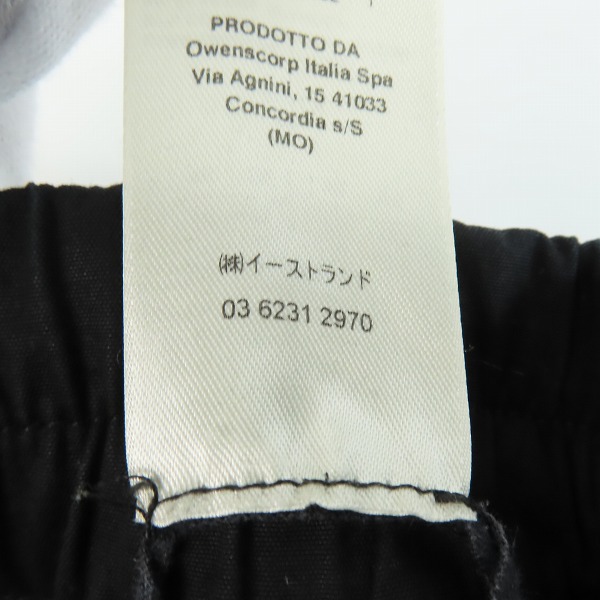 PRODOTTO DA
Owenscorp Italia Spa
Via Agnini, 15 41033
Concordia s/S
(MO)
(株)イーストランド
03 6231 2970